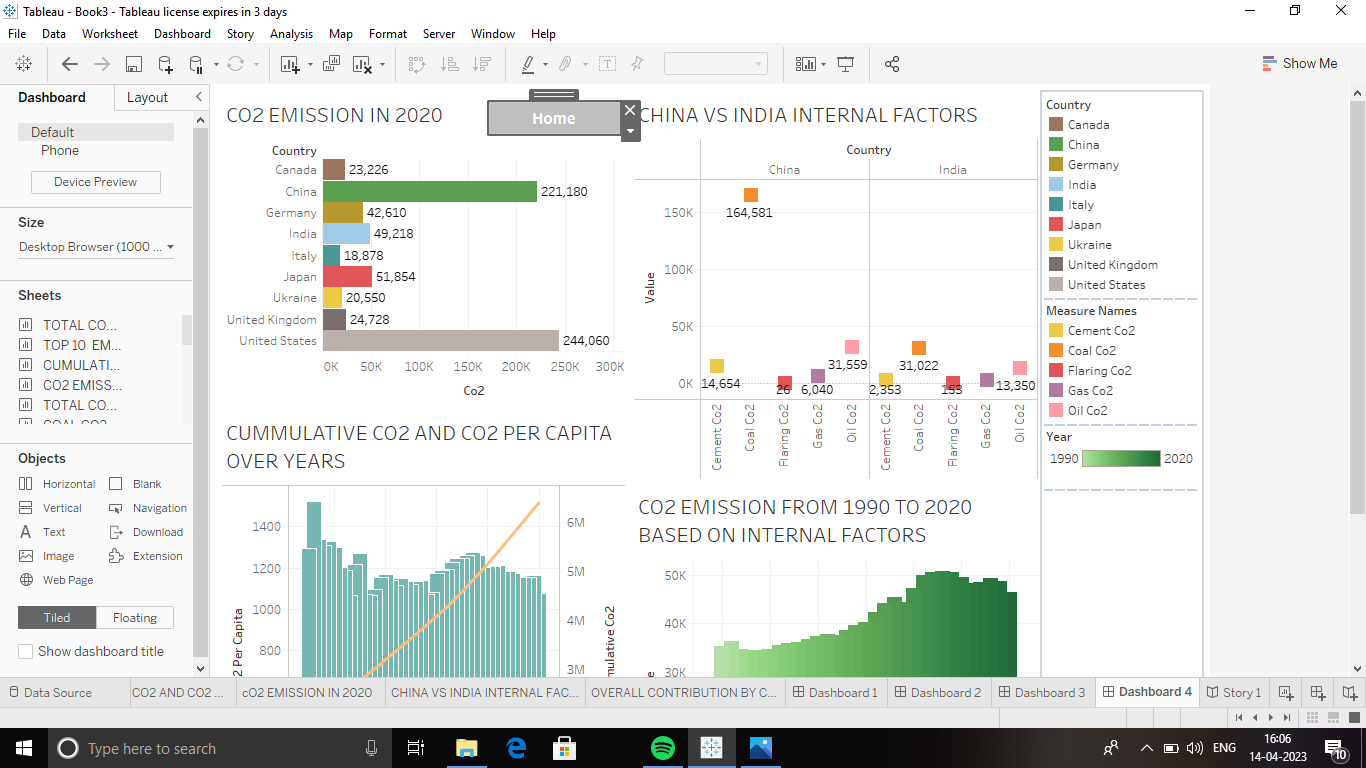 Tableau - Book3 - Tableau license expires in 3 days
File Data Worksheet Dashboard Story Analysis Map Format Server Window Help
Show Me
Dashboard Layout
Default
Phone
Device Preview
Size
Desktop Browser (1000 ...
Sheets
TOTAL CO...
TOP 10 EM...
CUMULATI...
CO2 EMISS...
TOTAL CO...
Objects
Horizontal Blank
Vertical Navigation
Text Download
Image Extension
Web Page
Tiled Floating
Show dashboard title
CO2 EMISSION IN 2020
Home
Country
Canada 23,226
China 221,180
Germany 42,610
India 49,218
Italy 18,878
Japan 51,854
Ukraine 20,550
United Kingdom 24,728
United States 244,060
0K 50K 100K 150K 200K 250K 300K
Co2
CHINA VS INDIA INTERNAL FACTORS
Country
China India
150K
100K
50K
0K
Value
164,581
14,654
26
6,040
31,559
2,353
31,022
153
13,350
Cement Co2 Coal Co2 Flaring Co2 Gas Co2 Oil Co2 Cement Co2 Coal Co2 Flaring Co2 Gas Co2 Oil Co2
CUMMULATIVE CO2 AND CO2 PER CAPITA
OVER YEARS
1400
1200
1000
800
2 Per Capita
6M
5M
4M
3M
mulative Co2
CO2 EMISSION FROM 1990 TO 2020
BASED ON INTERNAL FACTORS
50K
40K
30K
Country
Canada
China
Germany
India
Italy
Japan
Ukraine
United Kingdom
United States
Measure Names
Cement Co2
Coal Co2
Flaring Co2
Gas Co2
Oil Co2
Year
1990 2020
Data Source CO2 AND CO2 ... cO2 EMISSION IN 2020 CHINA VS INDIA INTERNAL FAC... OVERALL CONTRIBUTION BY C... Dashboard 1 Dashboard 2 Dashboard 3 Dashboard 4 Story 1
Type here to search
ENG
16:06
14-04-2023
10